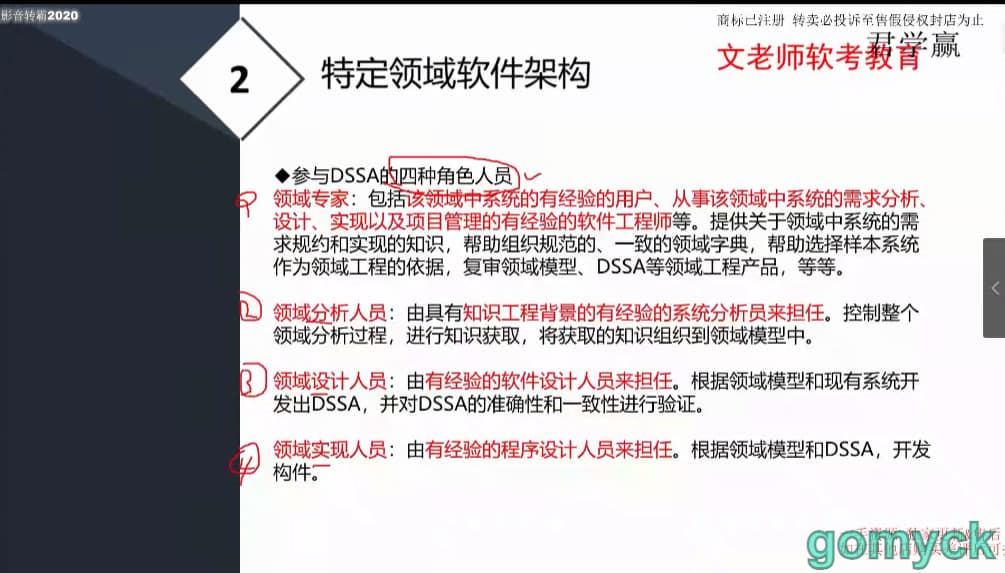 影音转霸2020
商标已注册 转卖必投诉至售假侵权封店为止
君学赢
文老师软考教育
2
特定领域软件架构
◆参与DSSA的四种角色人员
领域专家：包括该领域中系统的有经验的用户、从事该领域中系统的需求分析、
设计、实现以及项目管理的有经验的软件工程师等。提供关于领域中系统的需
求规约和实现的知识，帮助组织规范的、一致的领域字典，帮助选择样本系统
作为领域工程的依据，复审领域模型、DSSA等领域工程产品，等等。
2
领域分析人员：由具有知识工程背景的有经验的系统分析员来担任。控制整个
领域分析过程，进行知识获取，将获取的知识组织到领域模型中。
3
领域设计人员：由有经验的软件设计人员来担任。根据领域模型和现有系统开
发出DSSA，并对DSSA的准确性和一致性进行验证。
4
领域实现人员：由有经验的程序设计人员来担任。根据领域模型和DSSA，开发
构件。
gomyck